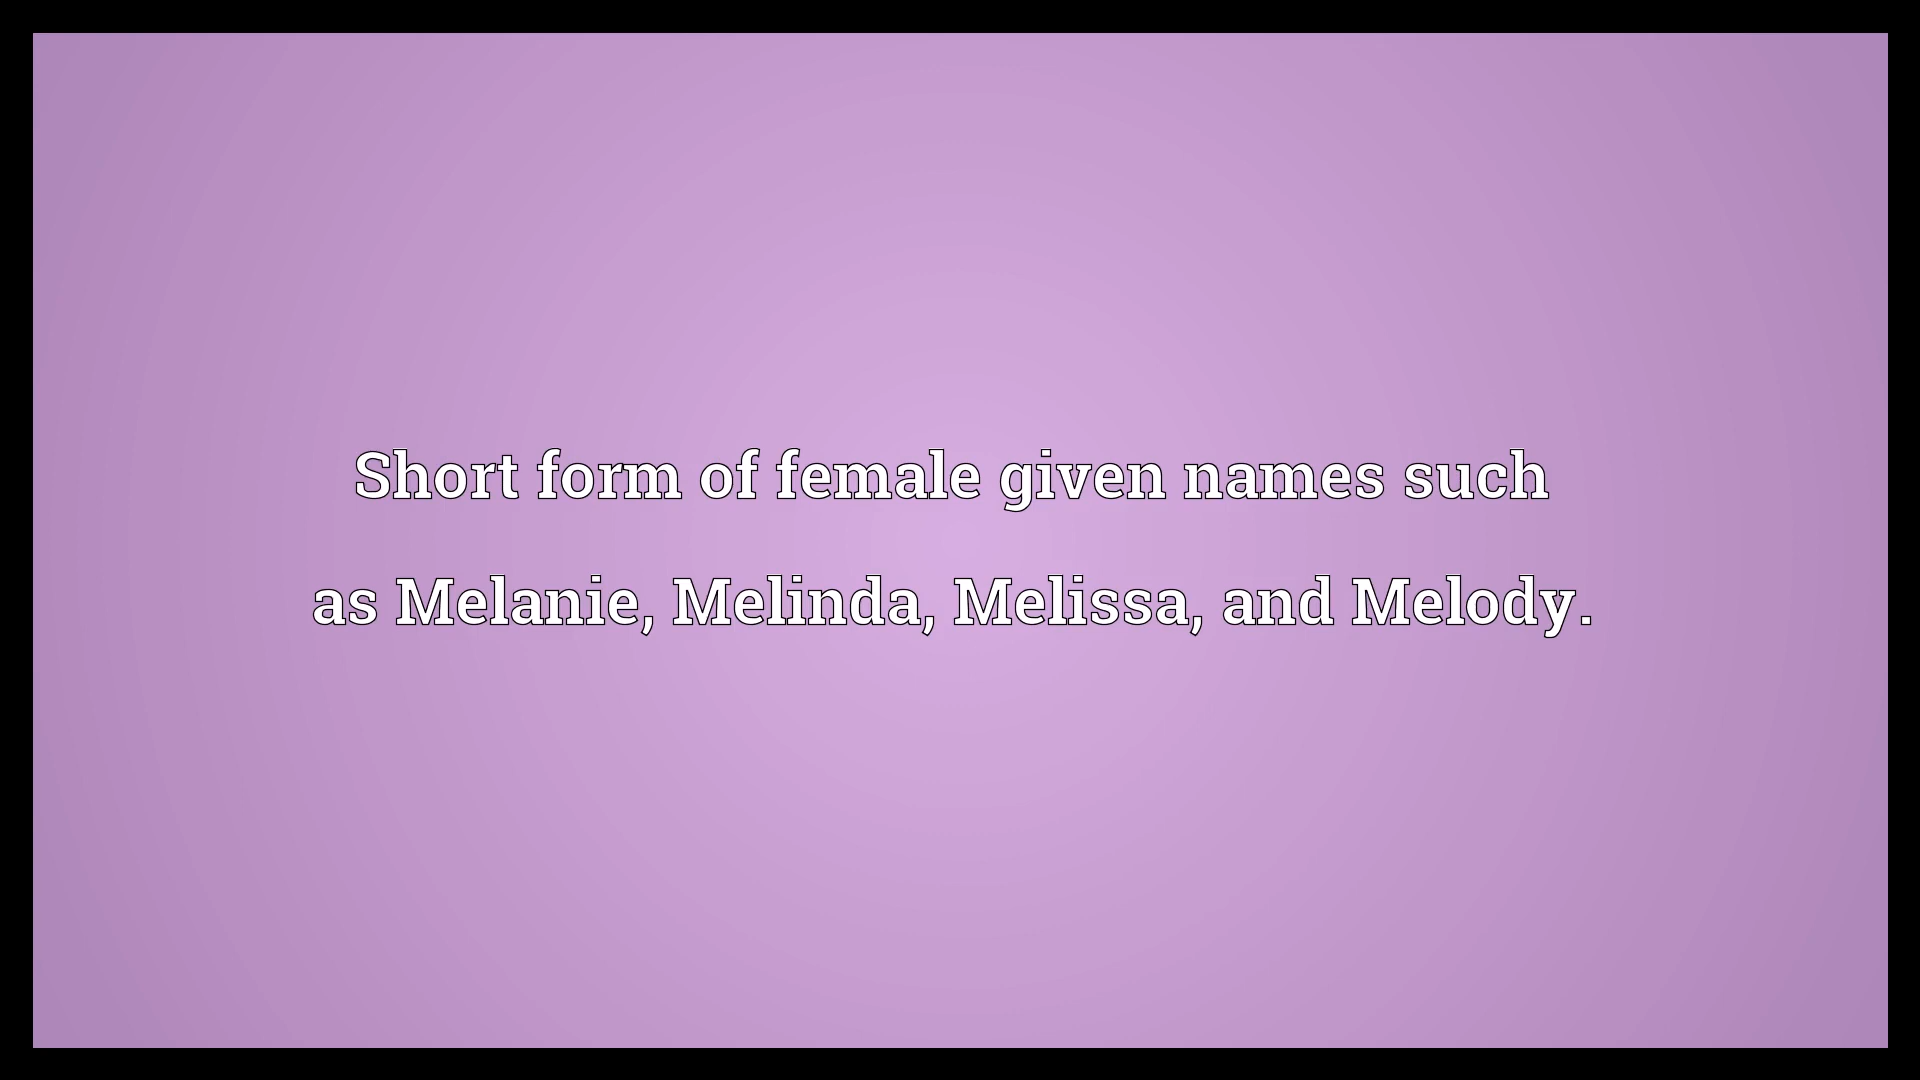 Short form of female given names such
as Melanie, Melinda, Melissa, and Melody.